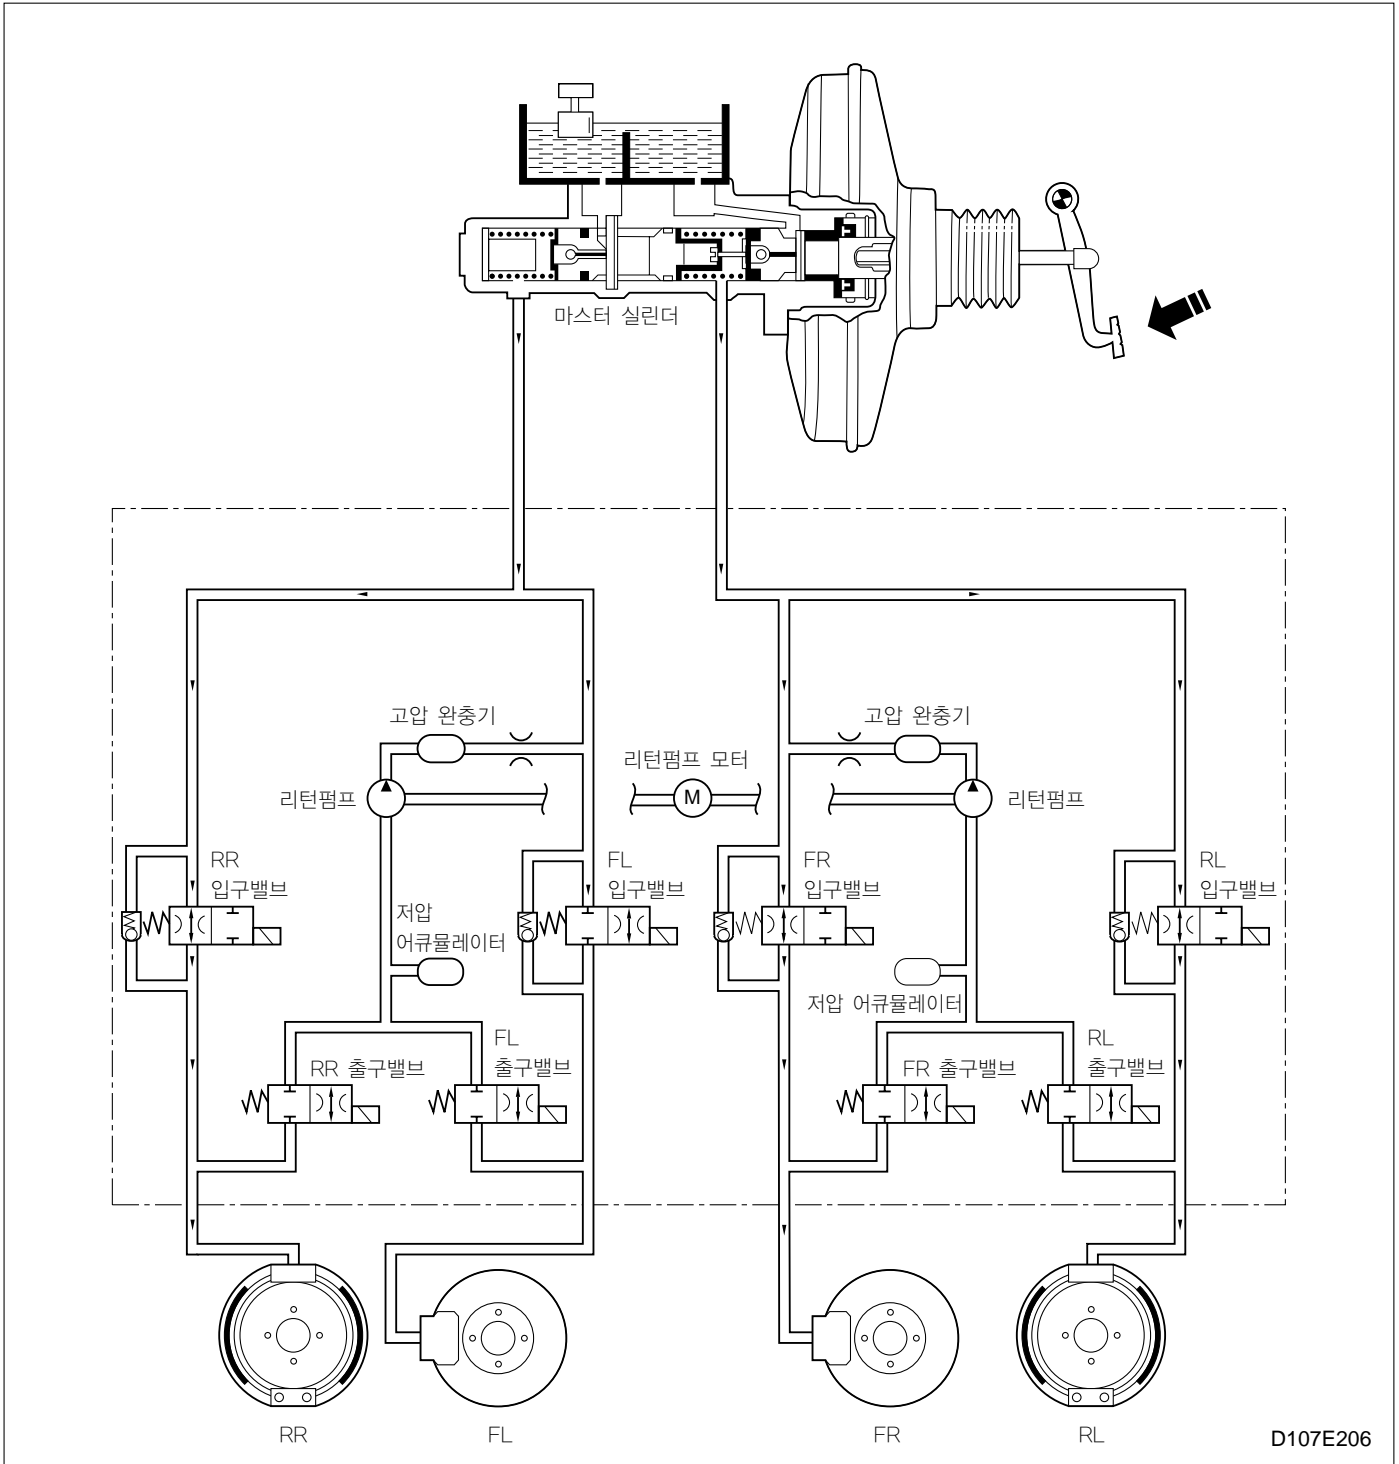 마스터 실린더
고압 완충기
고압 완충기
리턴펌프 모터
리턴펌프
M
리턴펌프
RR
입구밸브
FL
입구밸브
FR
입구밸브
RL
입구밸브
저압
어큐뮬레이터
저압 어큐뮬레이터
RR 출구밸브
FL
출구밸브
FR 출구밸브
RL
출구밸브
RR
FL
FR
RL
D107E206